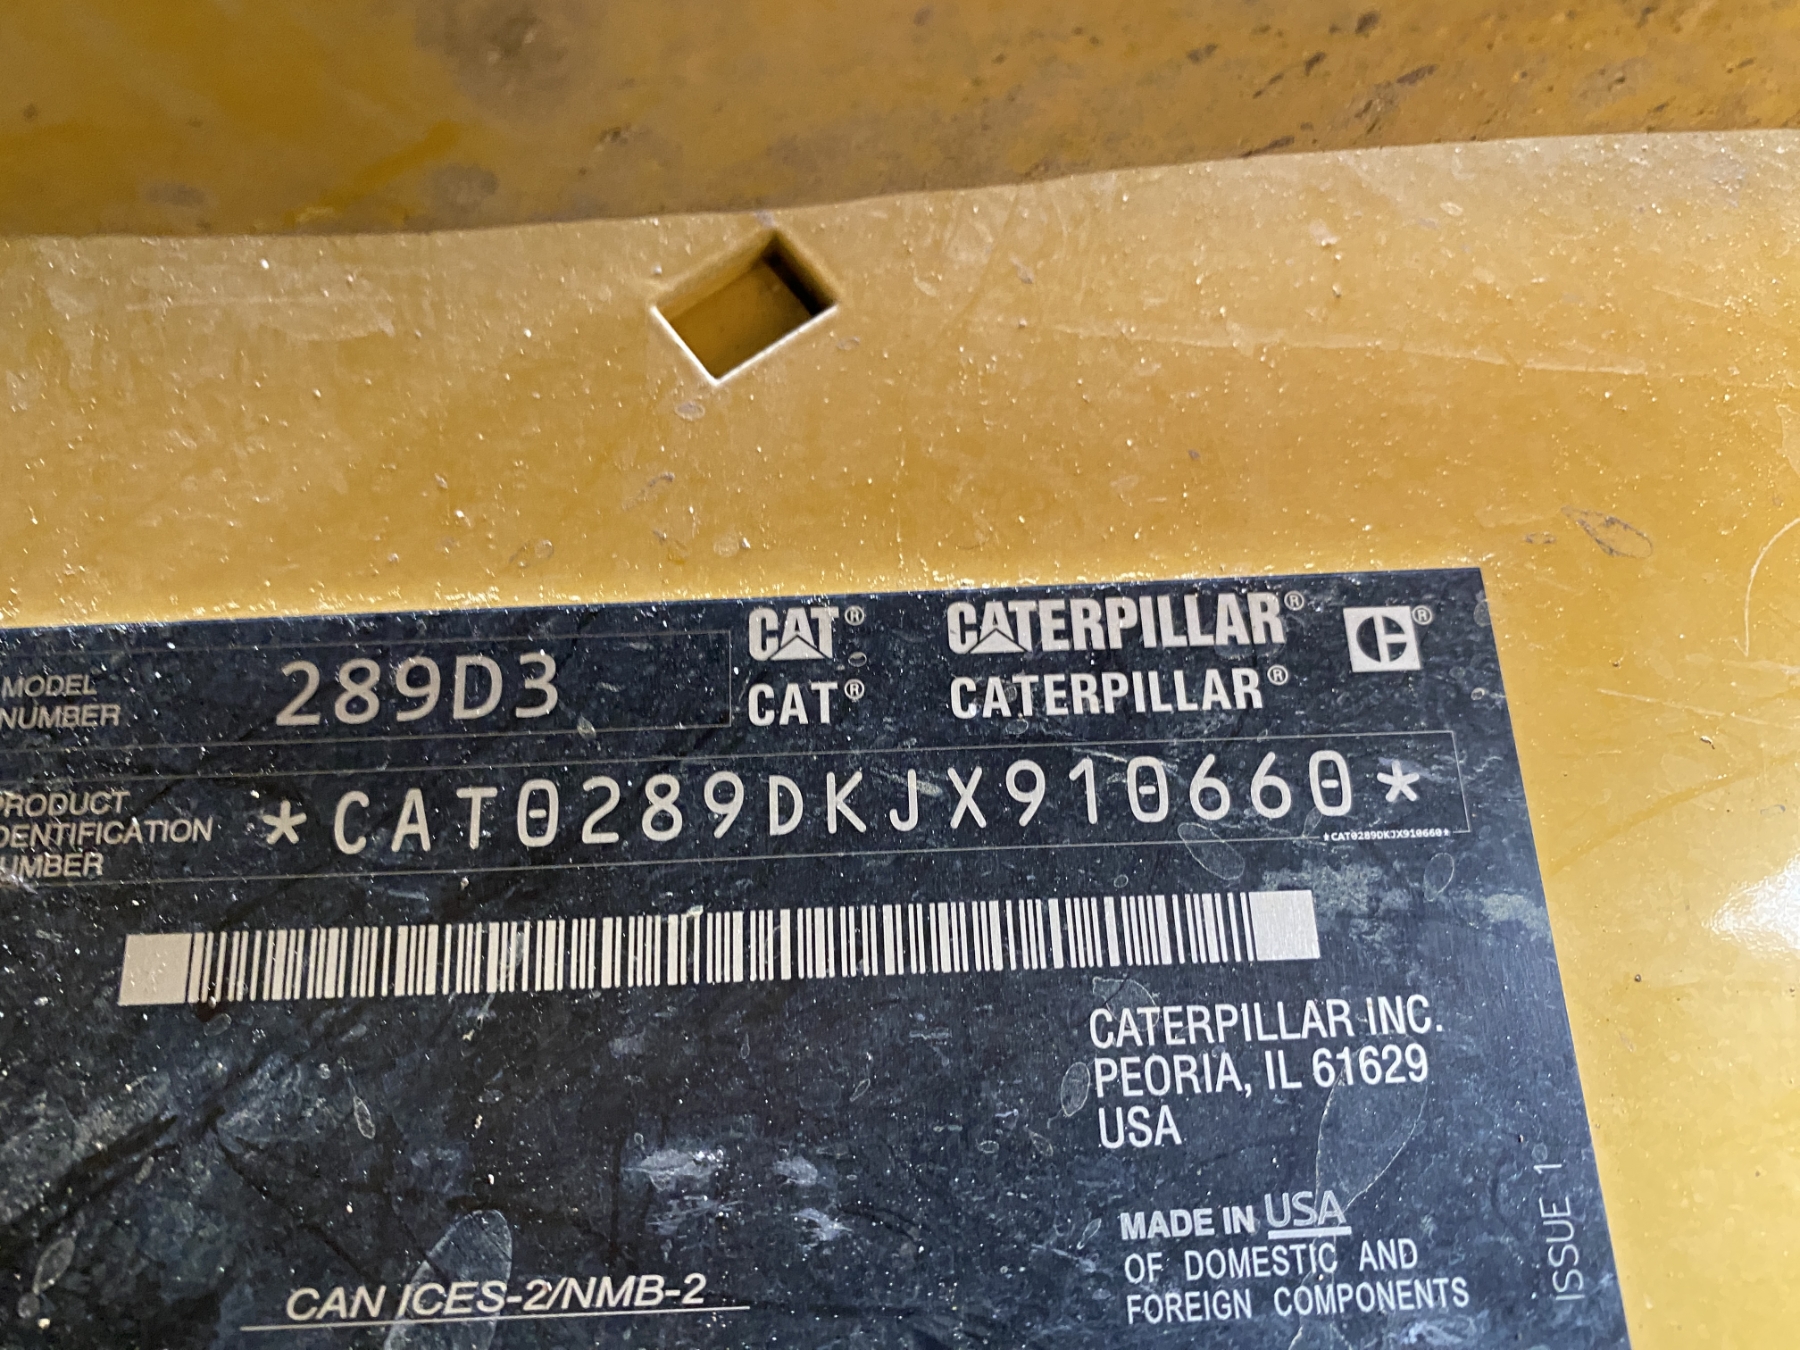 MODEL
NUMBER
289D3
CAT® CATERPILLAR® C®
CAT® CATERPILLAR®
PRODUCT
IDENTIFICATION
NUMBER
*CAT0289DKJX910660*
*CAT0289DKJX910660*
CATERPILLAR INC.
PEORIA, IL 61629
USA
MADE IN USA
OF DOMESTIC AND
FOREIGN COMPONENTS
ISSUE 1
CAN ICES-2/NMB-2